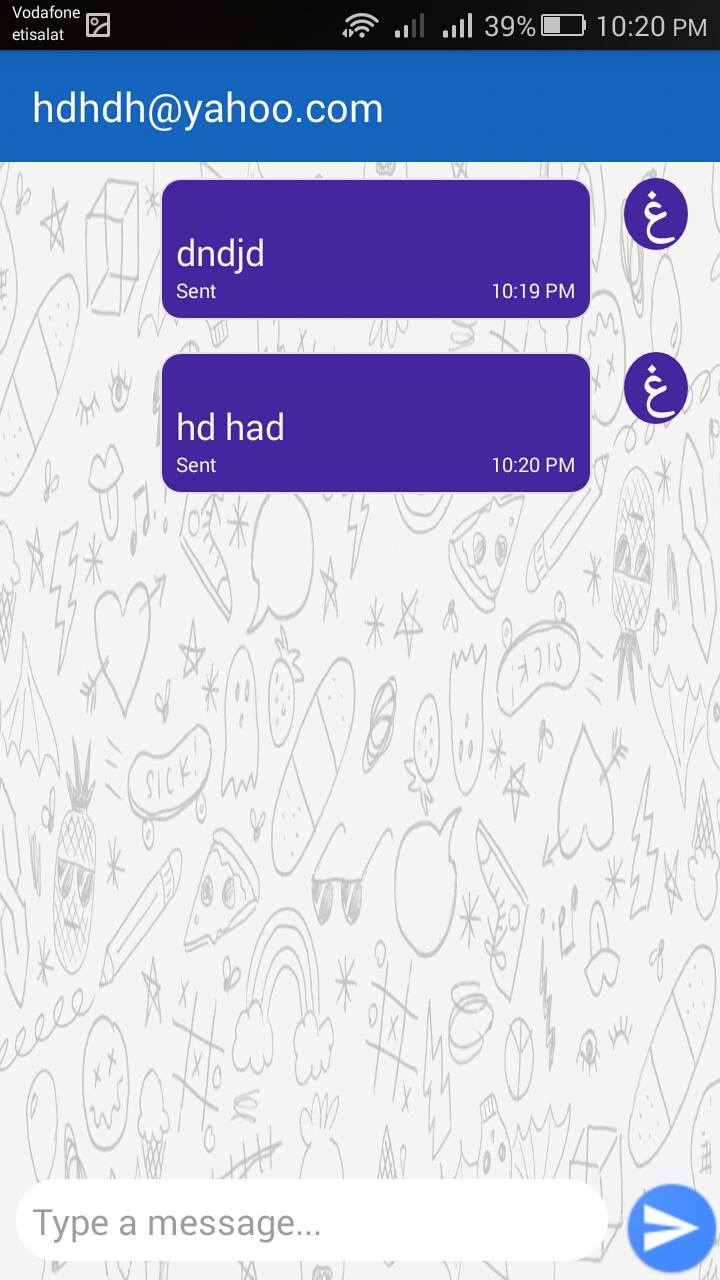 Vodafone
etisalat
39% 10:20 PM
hdhdh@yahoo.com
غ
dndjd
Sent 10:19 PM
غ
hd had
Sent 10:20 PM
SICK!
SICK!
Type a message...